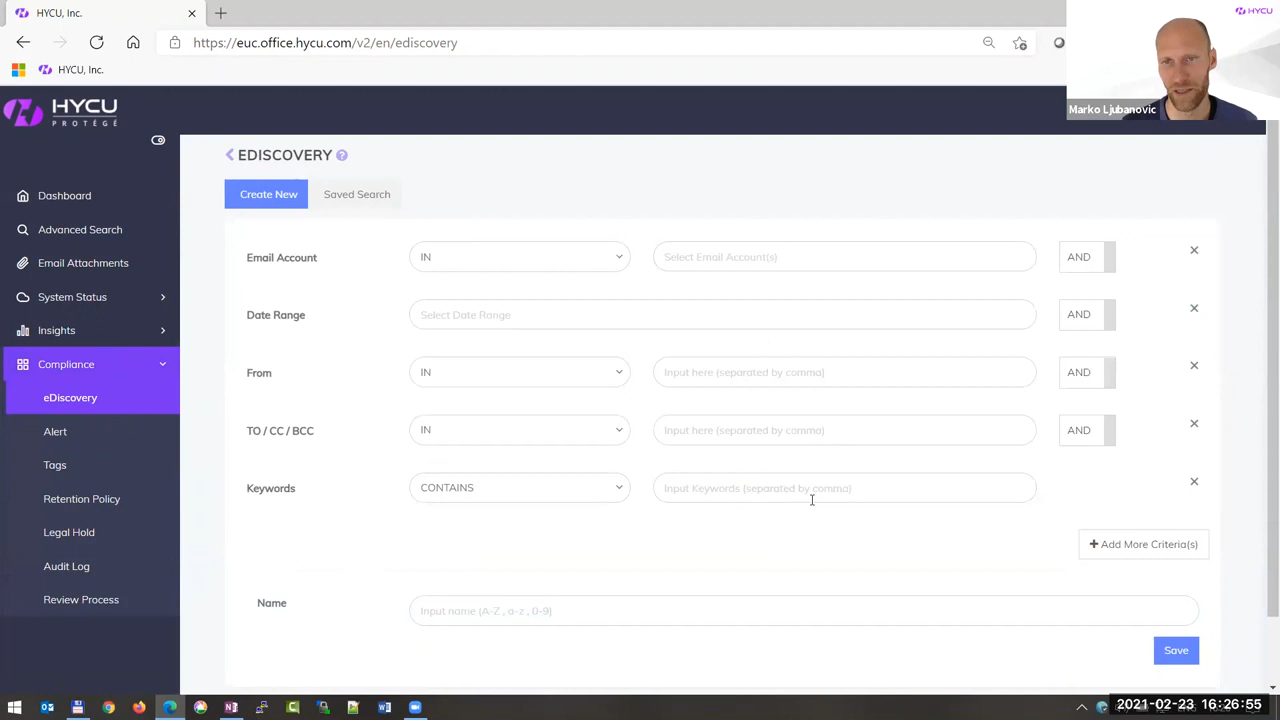 HYCU, Inc.
HYCU
https://euc.office.hycu.com/v2/en/ediscovery
HYCU, Inc.
Marko Ljubanovic
HYCU
PROTÉGÉ
EDISCOVERY ?
Create New
Saved Search
Dashboard
Advanced Search
Email Attachments
System Status
Insights
Compliance
eDiscovery
Alert
Tags
Retention Policy
Legal Hold
Audit Log
Review Process
Email Account IN Select Email Account(s) AND
Date Range Select Date Range AND
From IN Input here (separated by comma) AND
TO / CC / BCC IN Input here (separated by comma) AND
Keywords CONTAINS Input Keywords (separated by comma)
+ Add More Criteria(s)
Name Input name (A-Z , a-z , 0-9)
Save
2021-02-23 16:26:55